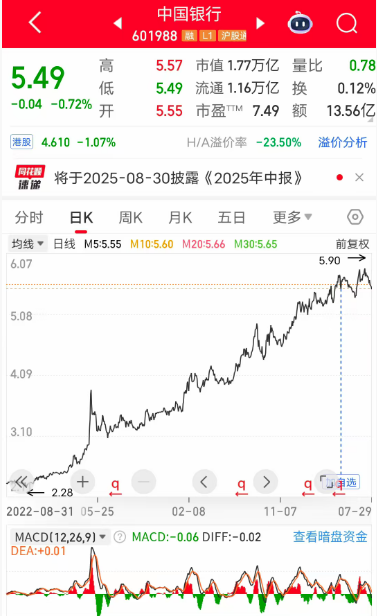 中国银行
601988 融 L1 沪股通
5.49 高 5.57 市值 1.77万亿 量比 0.78
-0.04 -0.72% 低 5.49 流通 1.16万亿 换 0.12%
开 5.55 市盈TTM 7.49 额 13.56亿
港股 4.610 -1.07% H/A溢价率 -23.50% 溢价分析
同花顺
速递 将于2025-08-30披露《2025年中报》
分时 日K 周K 月K 五日 更多
均线 日线 M5:5.55 M10:5.60 M20:5.66 M30:5.65 前复权
6.07
5.90
5.08
4.09
3.10
2.28
q q q q
2022-08-31 05-25 02-08 11-07 07-29
MACD(12,26,9) MACD:-0.06 DIFF:-0.02 查看暗盘资金
DEA:+0.01